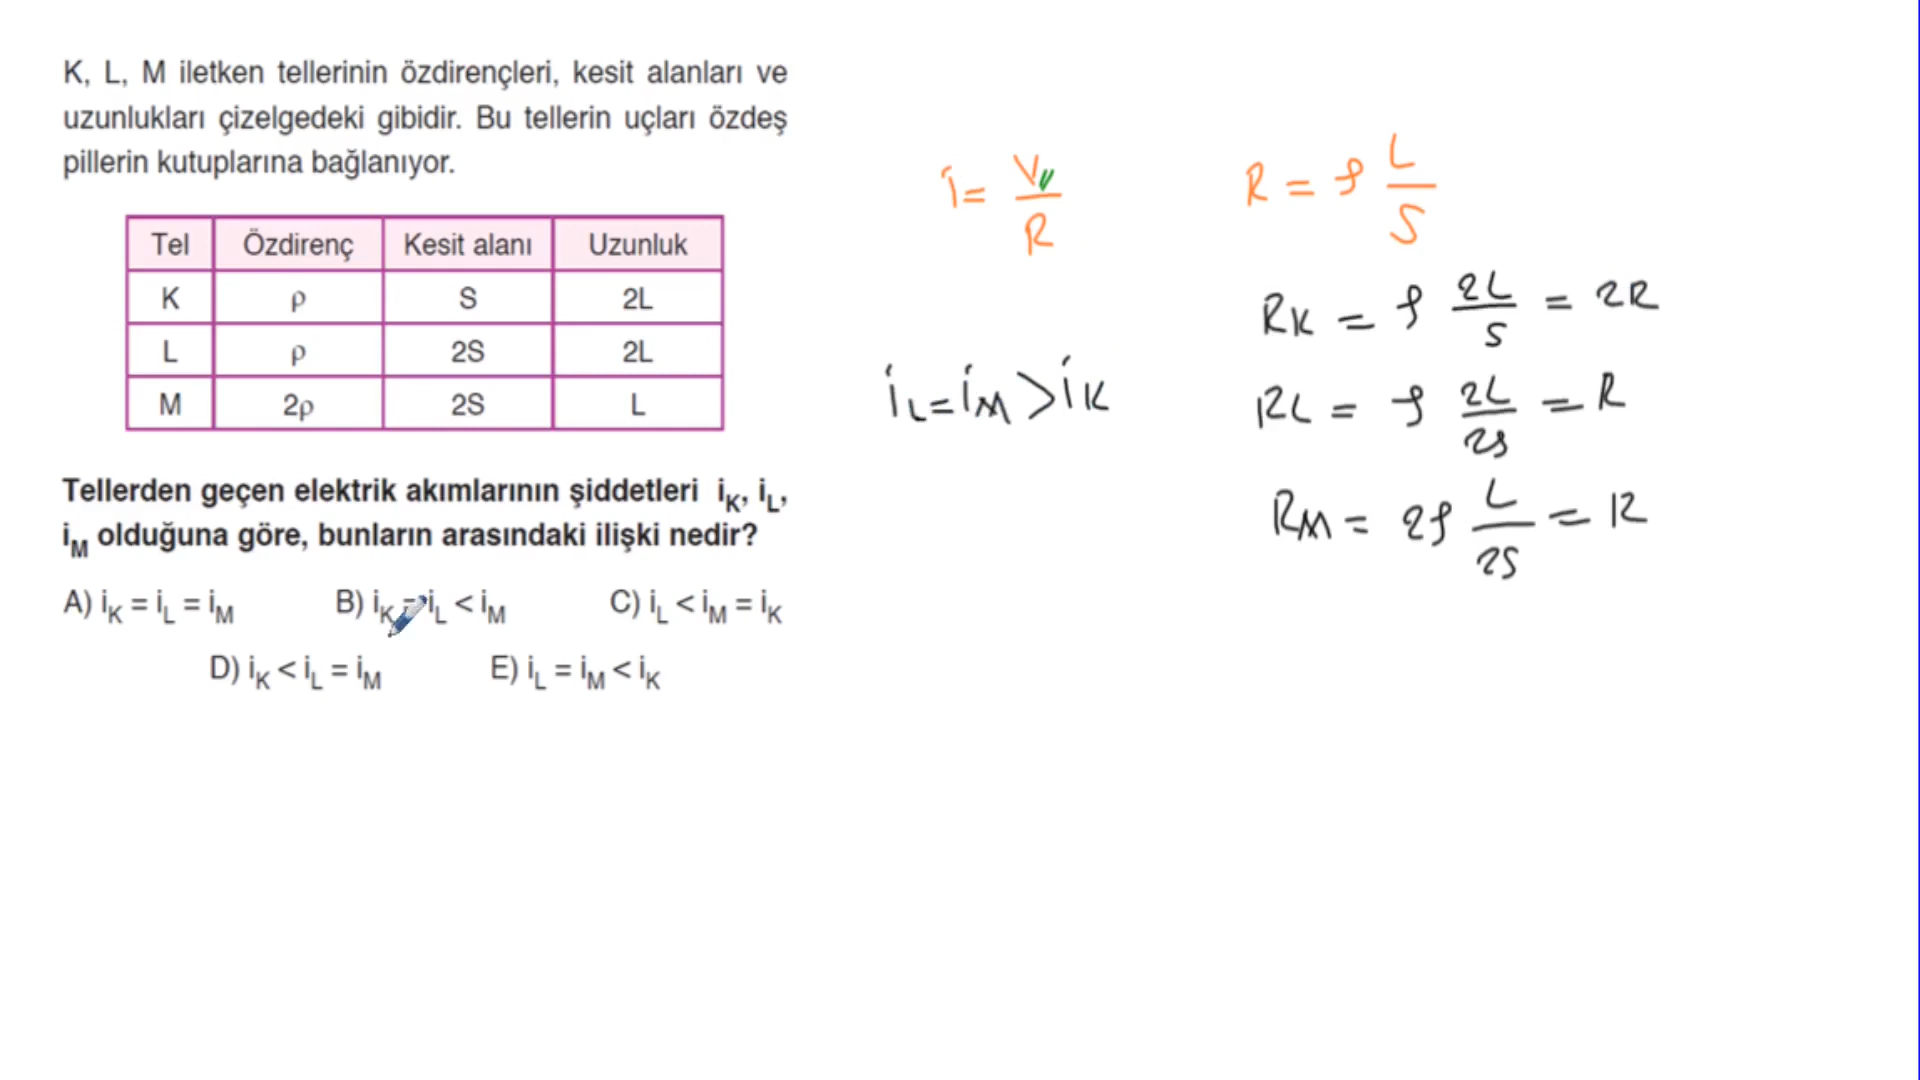 K, L, M iletken tellerinin özdirençleri, kesit alanları ve
uzunlukları çizelgedeki gibidir. Bu tellerin uçları özdeş
pillerin kutuplarına bağlanıyor.
Tel Özdirenç Kesit alanı Uzunluk
K ρ S 2L
L ρ 2S 2L
M 2ρ 2S L
Tellerden geçen elektrik akımlarının şiddetleri i_K, i_L,
i_M olduğuna göre, bunların arasındaki ilişki nedir?
A) i_K = i_L = i_M B) i_K = i_L < i_M C) i_L < i_M = i_K
D) i_K < i_L = i_M E) i_L = i_M < i_K
i = V/R
R = ρ L/S
R_K = ρ 2L/S = 2R
i_L = i_M > i_K
R_L = ρ 2L/2S = R
R_M = 2ρ L/2S = R